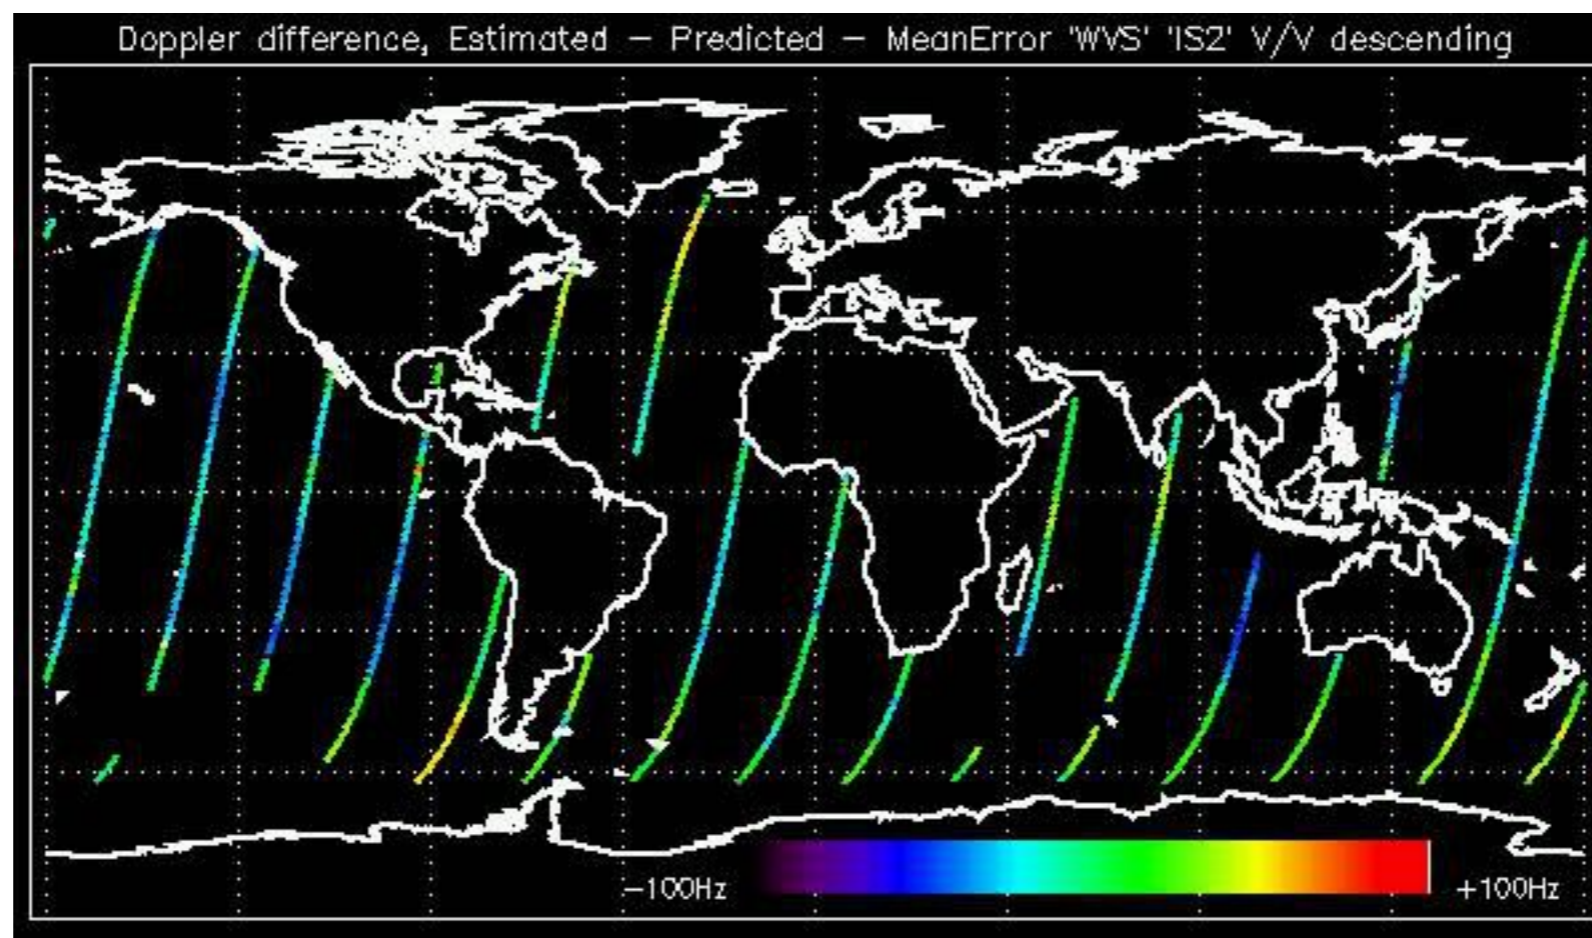 Doppler difference, Estimated - Predicted - MeanError 'WVS' 'IS2' V/V descending
-100Hz +100Hz